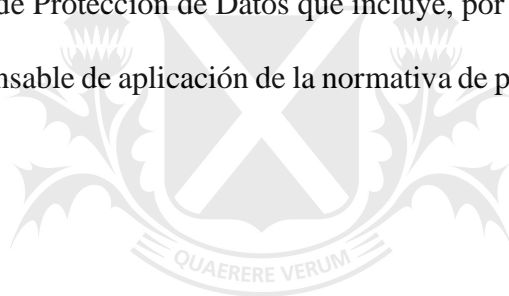 de Protección de Datos que incluye, por
nsable de aplicación de la normativa de p
QUAERERE VERUM